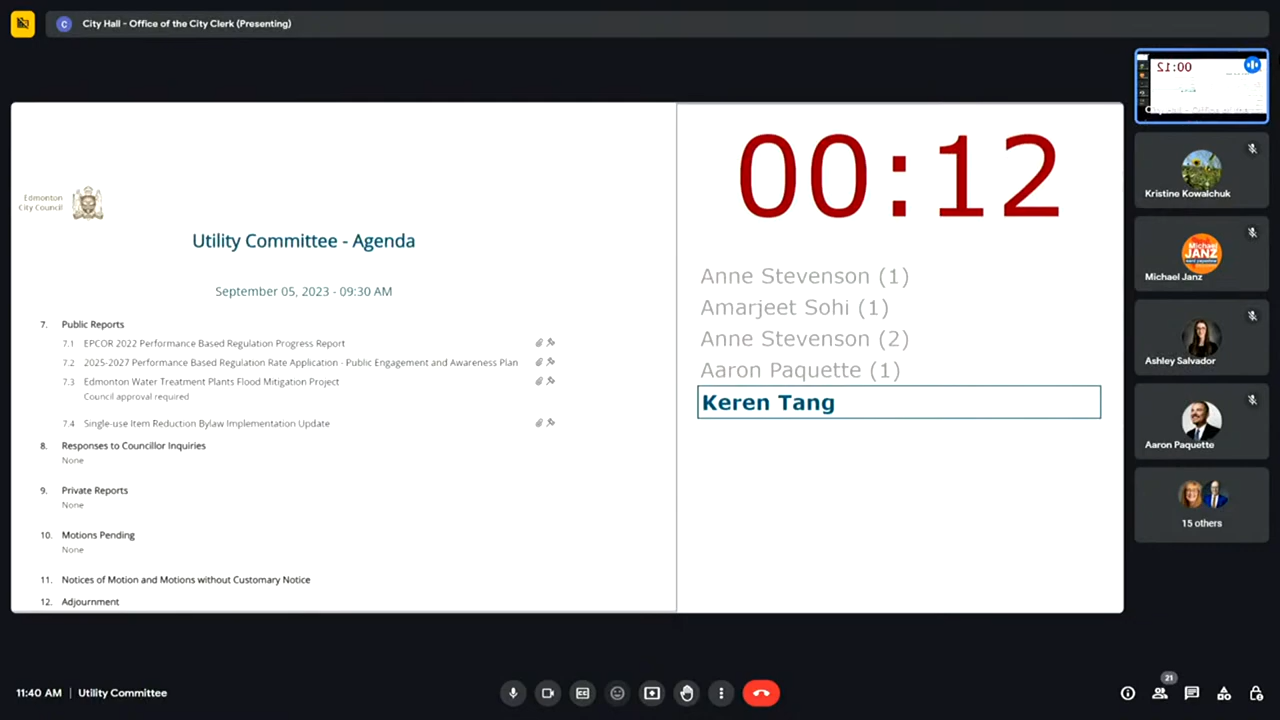 C
City Hall - Office of the City Clerk (Presenting)
Edmonton
City Council
Utility Committee - Agenda
September 05, 2023 - 09:30 AM
7. Public Reports
7.1 EPCOR 2022 Performance Based Regulation Progress Report
7.2 2025-2027 Performance Based Regulation Rate Application - Public Engagement and Awareness Plan
7.3 Edmonton Water Treatment Plants Flood Mitigation Project
Council approval required
7.4 Single-use Item Reduction Bylaw Implementation Update
8. Responses to Councillor Inquiries
None
9. Private Reports
None
10. Motions Pending
None
11. Notices of Motion and Motions without Customary Notice
12. Adjournment
00:12
Anne Stevenson (1)
Amarjeet Sohi (1)
Anne Stevenson (2)
Aaron Paquette (1)
Keren Tang
00:12
Kristine Kowalchuk
Michael
JANZ
Michael Janz
Ashley Salvador
Aaron Paquette
15 others
11:40 AM | Utility Committee
CC
21